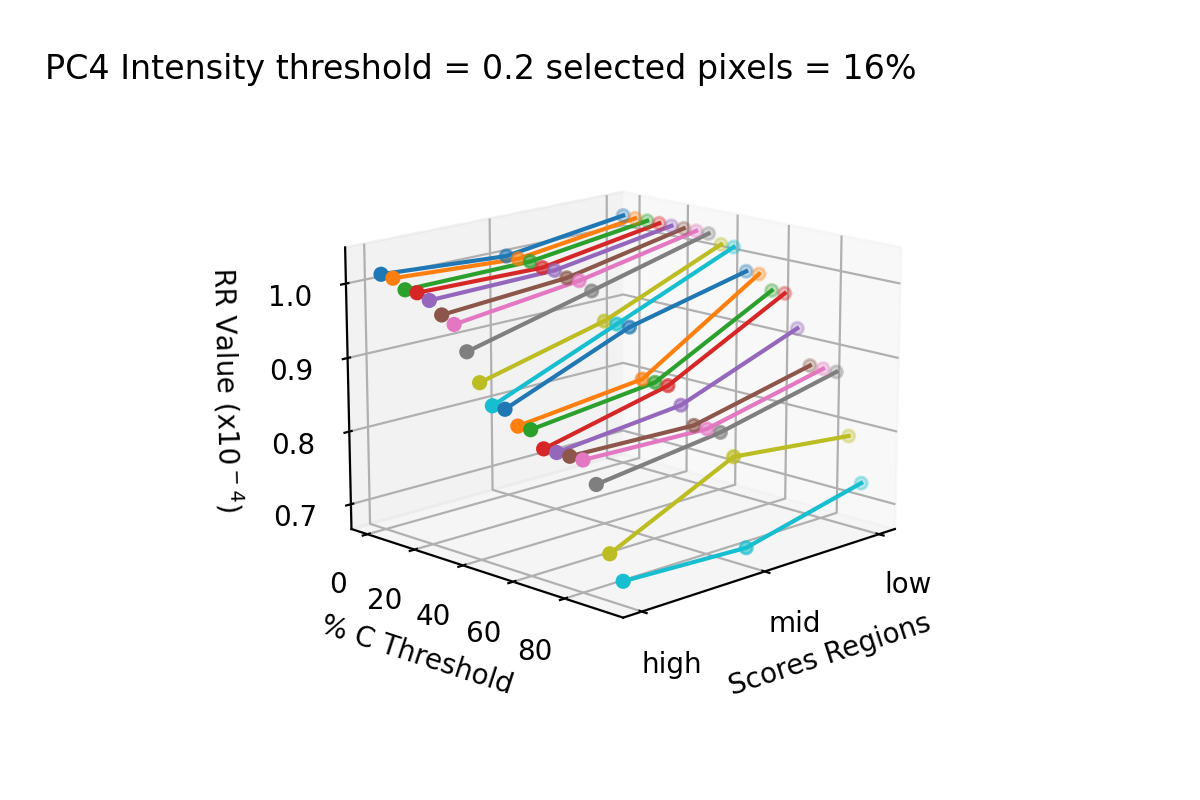 PC4 Intensity threshold = 0.2 selected pixels = 16%
RR Value (x10⁻⁴)
1.0
0.9
0.8
0.7
0
20
40
60
80
% C Threshold
low
mid
high
Scores Regions